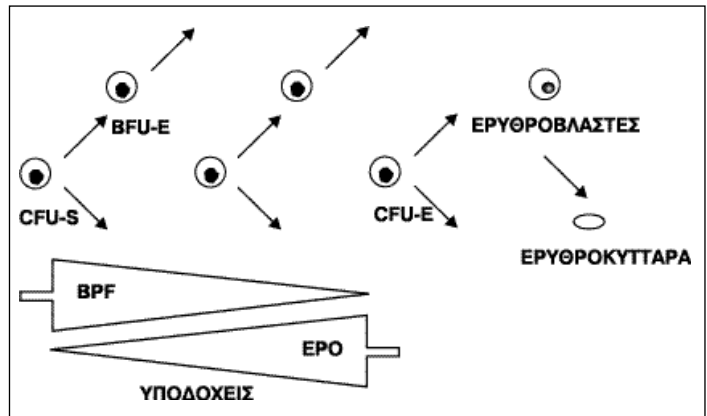 BFU-E
ΕΡΥΘΡΟΒΛΑΣΤΕΣ
CFU-S
CFU-E
ΕΡΥΘΡΟΚΥΤΤΑΡΑ
BPF
EPO
ΥΠΟΔΟΧΕΙΣ